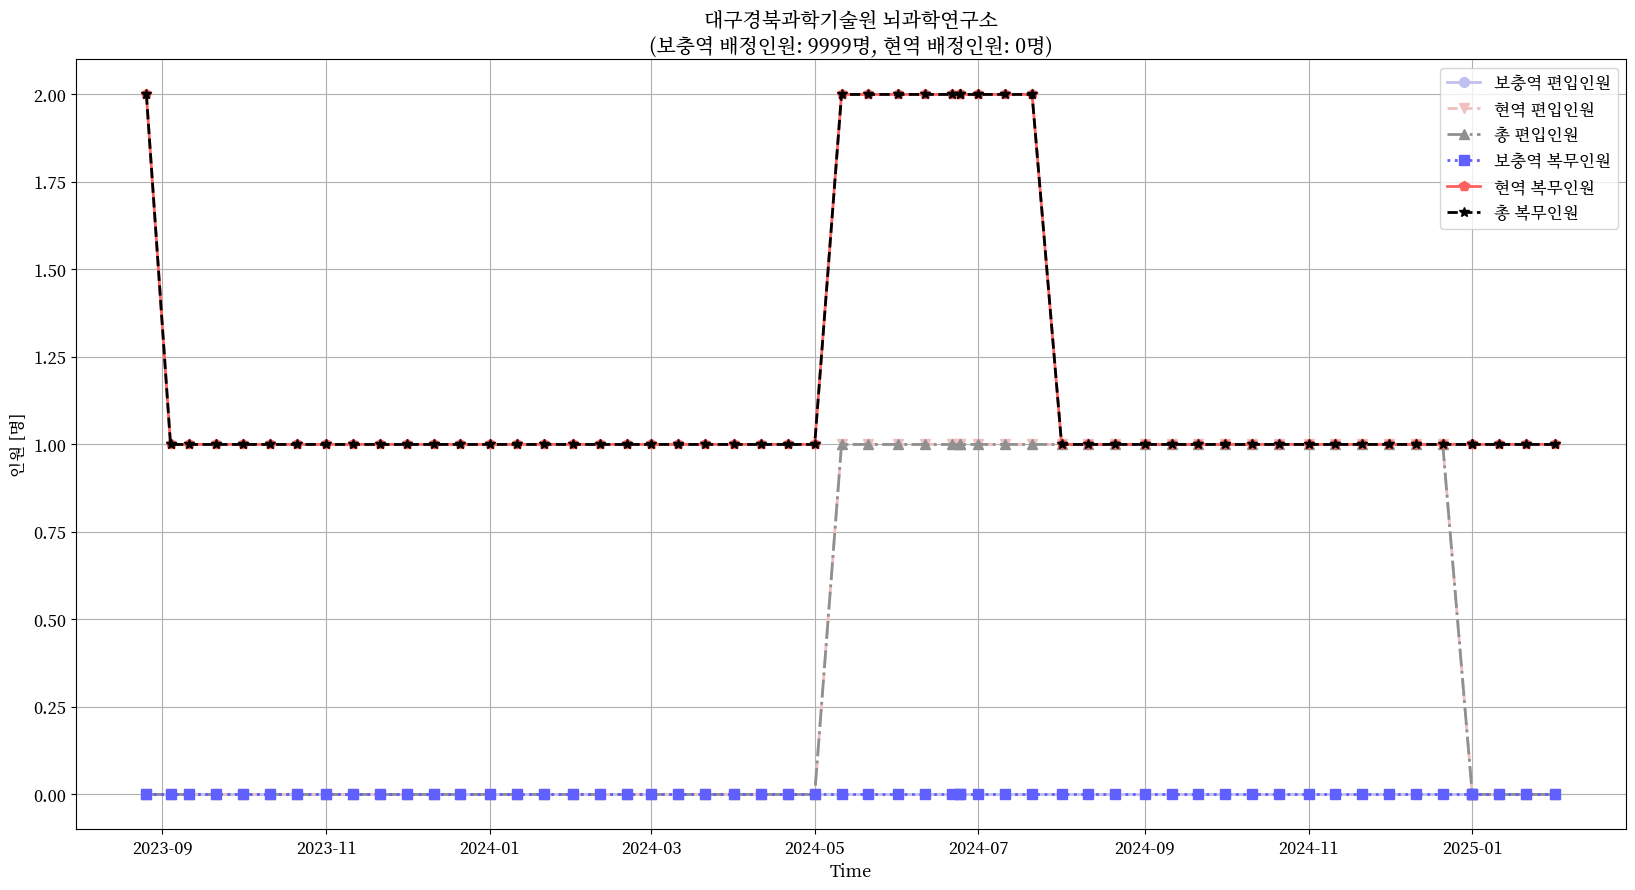 대구경북과학기술원 뇌과학연구소
(보충역 배정인원: 9999명, 현역 배정인원: 0명)
보충역 편입인원
현역 편입인원
총 편입인원
보충역 복무인원
현역 복무인원
총 복무인원
인원 [명]
2.00
1.75
1.50
1.25
1.00
0.75
0.50
0.25
0.00
2023-09
2023-11
2024-01
2024-03
2024-05
2024-07
2024-09
2024-11
2025-01
Time